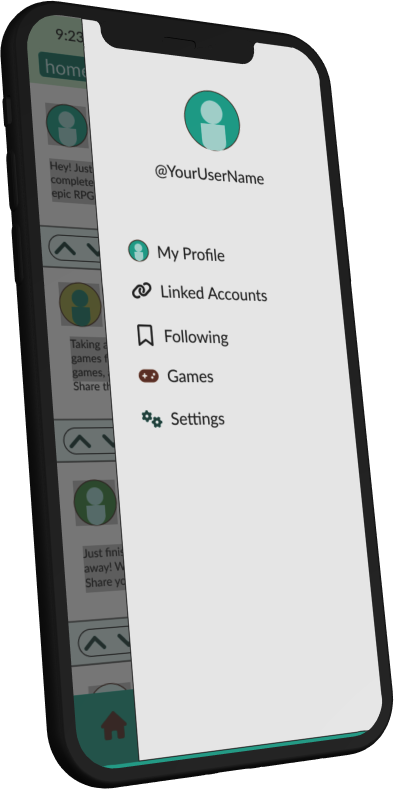 9:23
home
@YourUserName
My Profile
Linked Accounts
Following
Games
Settings
Hey! Just
complete
epic RPG
Taking a
games f
games,
Share th
Just finis
away! W
Share yo